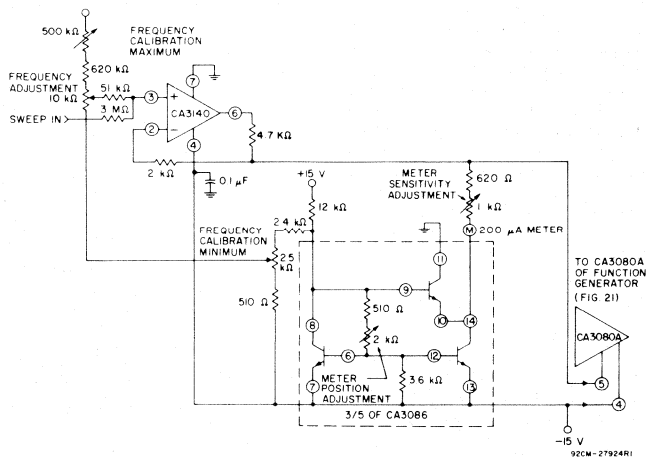 500 kΩ
FREQUENCY
CALIBRATION
MAXIMUM
620 kΩ
7
FREQUENCY
ADJUSTMENT
10 kΩ
51 kΩ
3
+
CA3140
6
3 MΩ
SWEEP IN
2
−
4
4.7 KΩ
2 kΩ
0.1 μF
+15 V
METER
SENSITIVITY
ADJUSTMENT
620 Ω
1 kΩ
12 kΩ
M
200 μA METER
2.4 kΩ
FREQUENCY
CALIBRATION
MINIMUM
2.5
kΩ
11
TO CA3080A
OF FUNCTION
GENERATOR
(FIG. 21)
9
510 Ω
510 Ω
10
14
CA3080A
8
2 kΩ
6
12
5
7
METER
POSITION
ADJUSTMENT
3.6 kΩ
13
4
3/5 OF CA3086
−15 V
92CM-27924R1